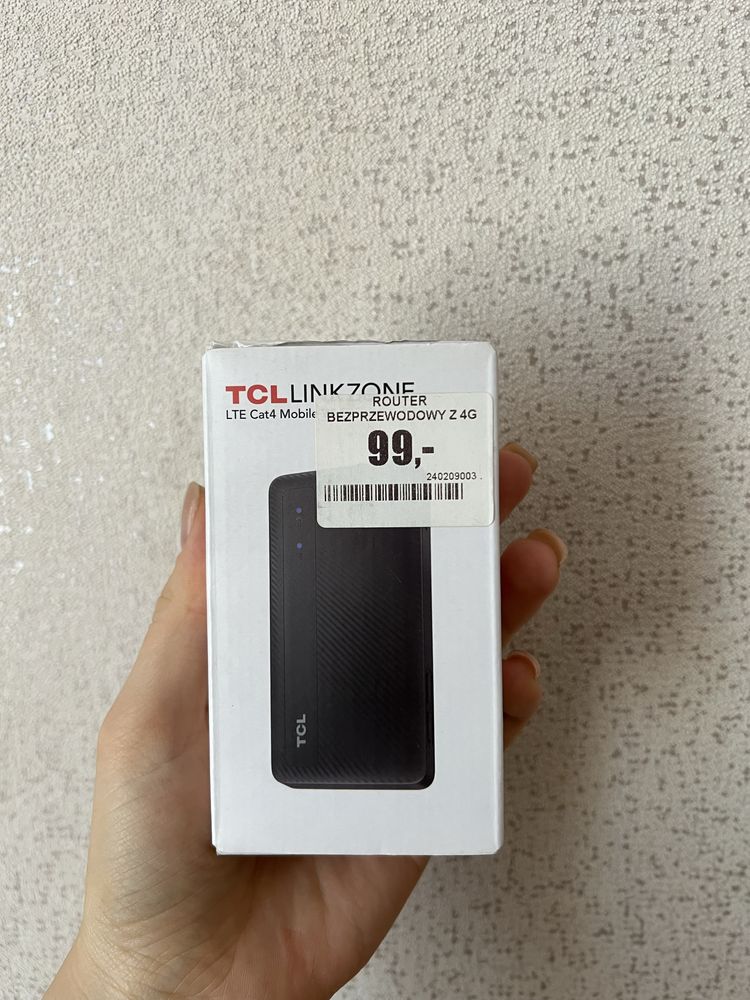 TCL LINKZONE
LTE Cat4 Mobile
ROUTER
BEZPRZEWODOWY Z 4G
99,-
240209003
TCL